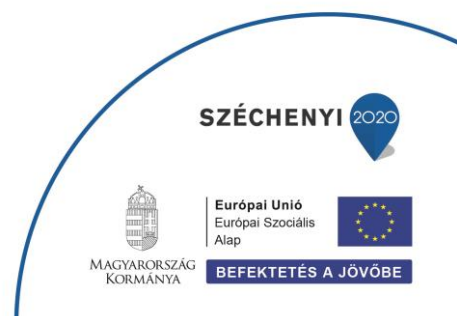 SZÉCHENYI 2020
MAGYARORSZÁG
KORMÁNYA
Európai Unió
Európai Szociális
Alap
BEFEKTETÉS A JÖVŐBE